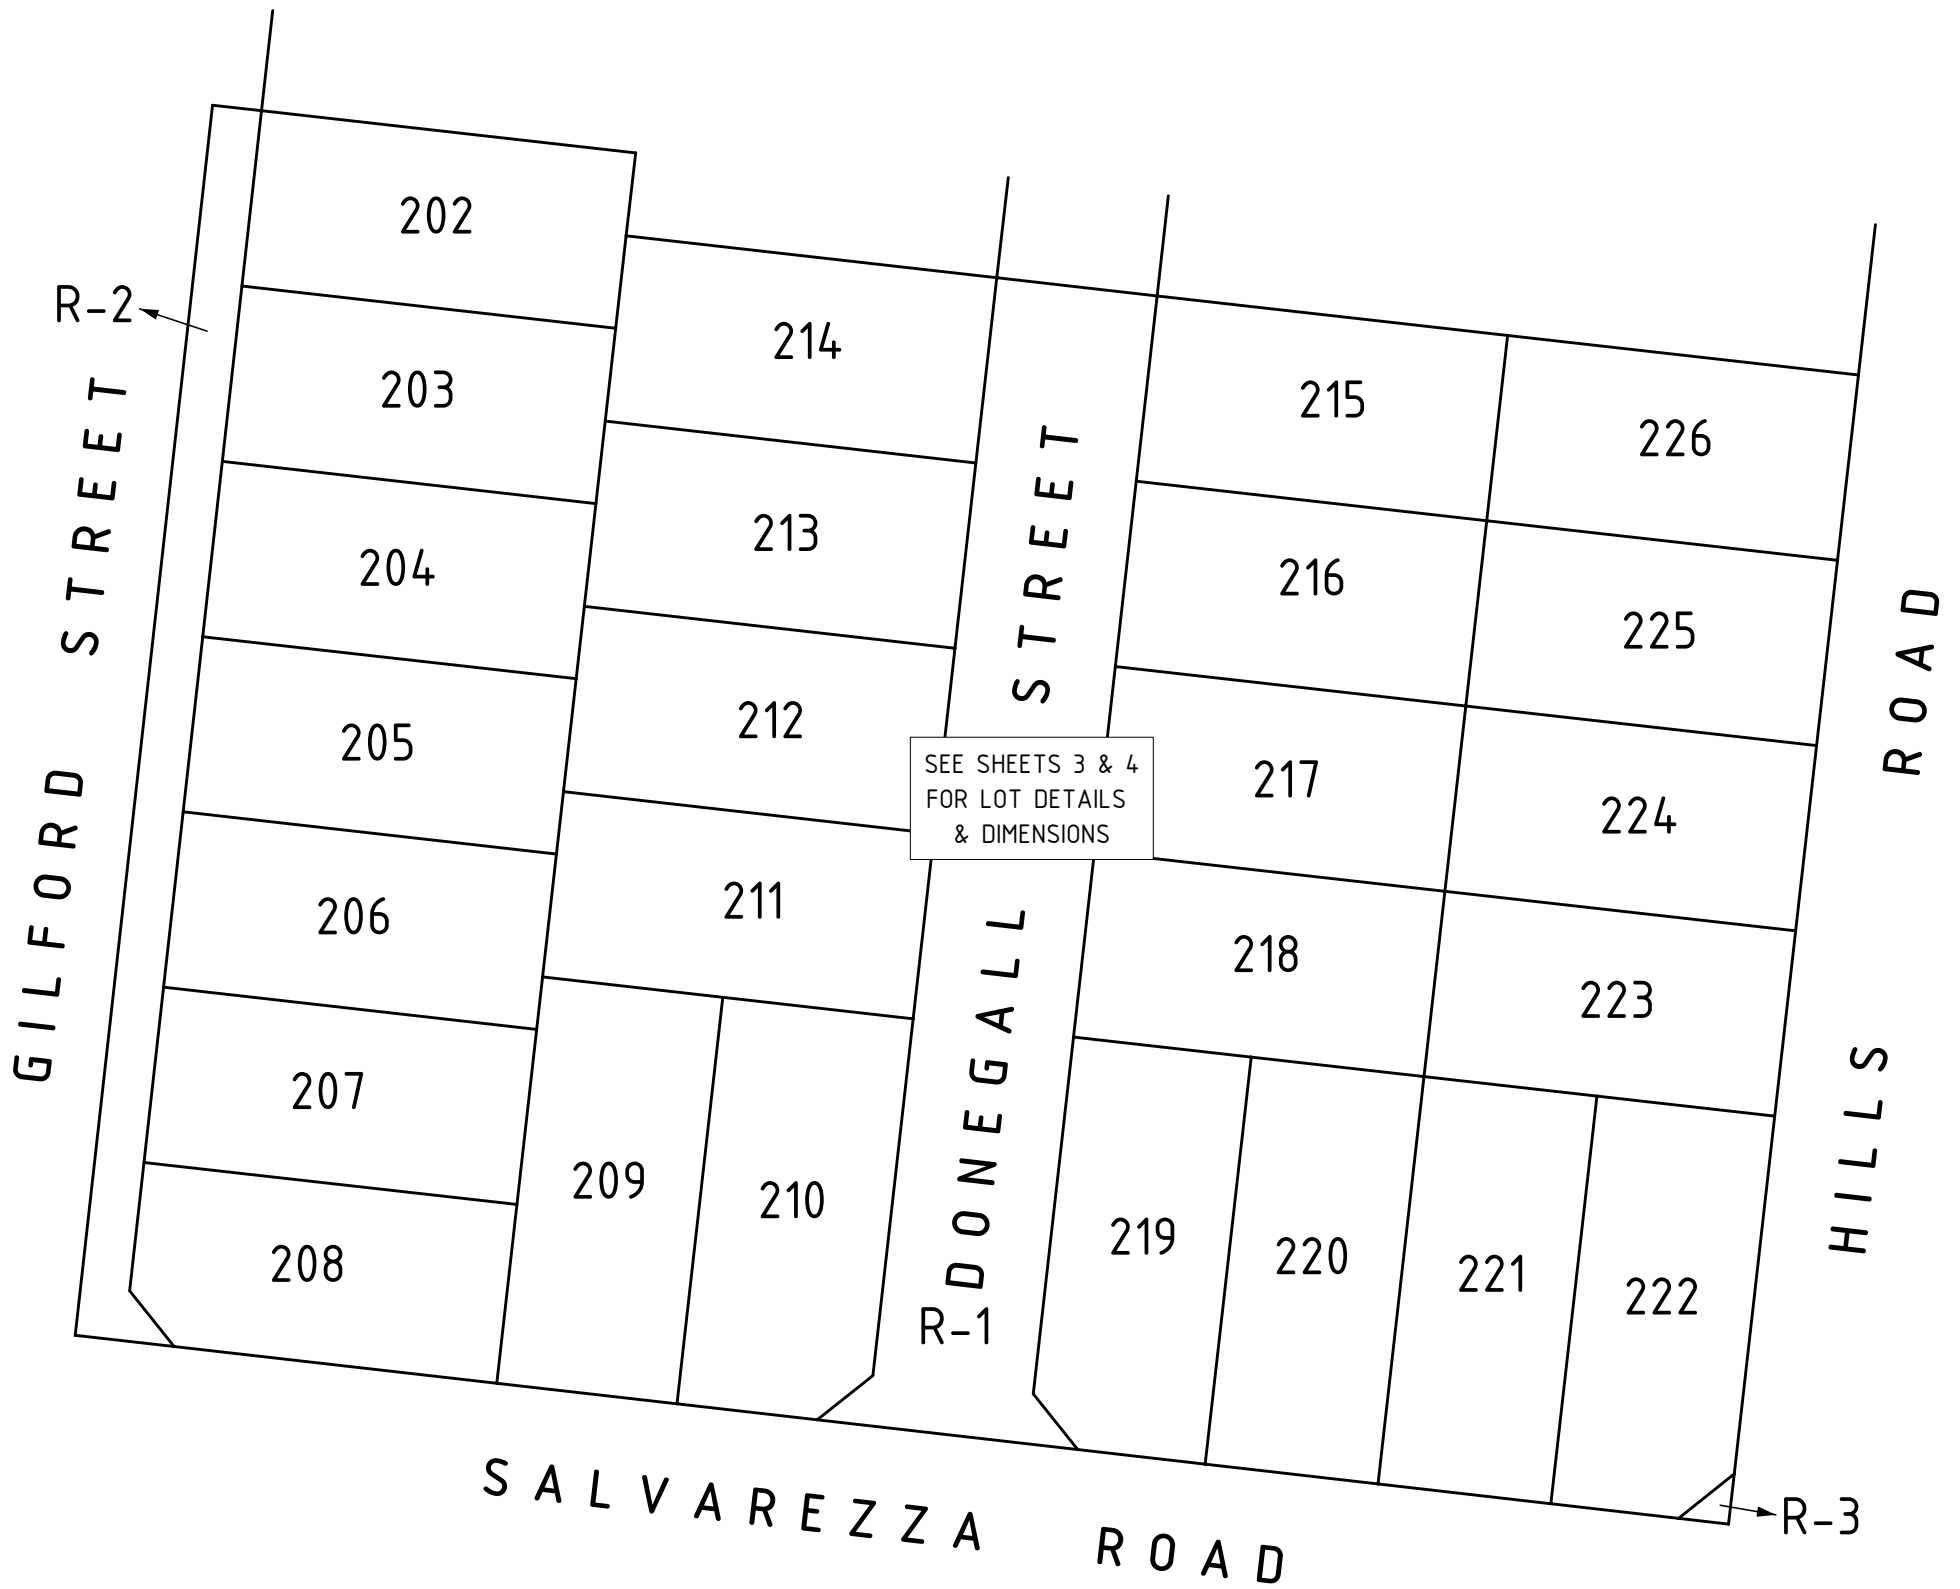 202
R-2
203
204
205
206
207
208
GILFORD STREET
214
213
212
211
209
210
DONEGALL STREET
R-1
SEE SHEETS 3 & 4
FOR LOT DETAILS
& DIMENSIONS
215
226
216
225
217
224
218
223
219
220
221
222
HILLS ROAD
R-3
SALVAREZZA ROAD